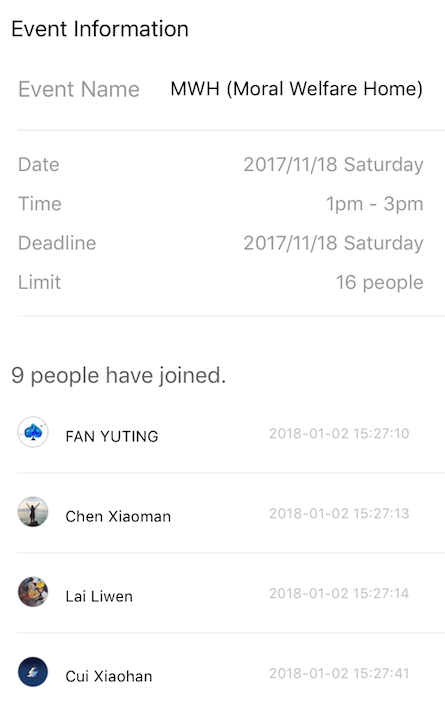 Event Information
Event Name MWH (Moral Welfare Home)
Date 2017/11/18 Saturday
Time 1pm - 3pm
Deadline 2017/11/18 Saturday
Limit 16 people
9 people have joined.
FAN YUTING 2018-01-02 15:27:10
Chen Xiaoman 2018-01-02 15:27:13
Lai Liwen 2018-01-02 15:27:14
Cui Xiaohan 2018-01-02 15:27:41